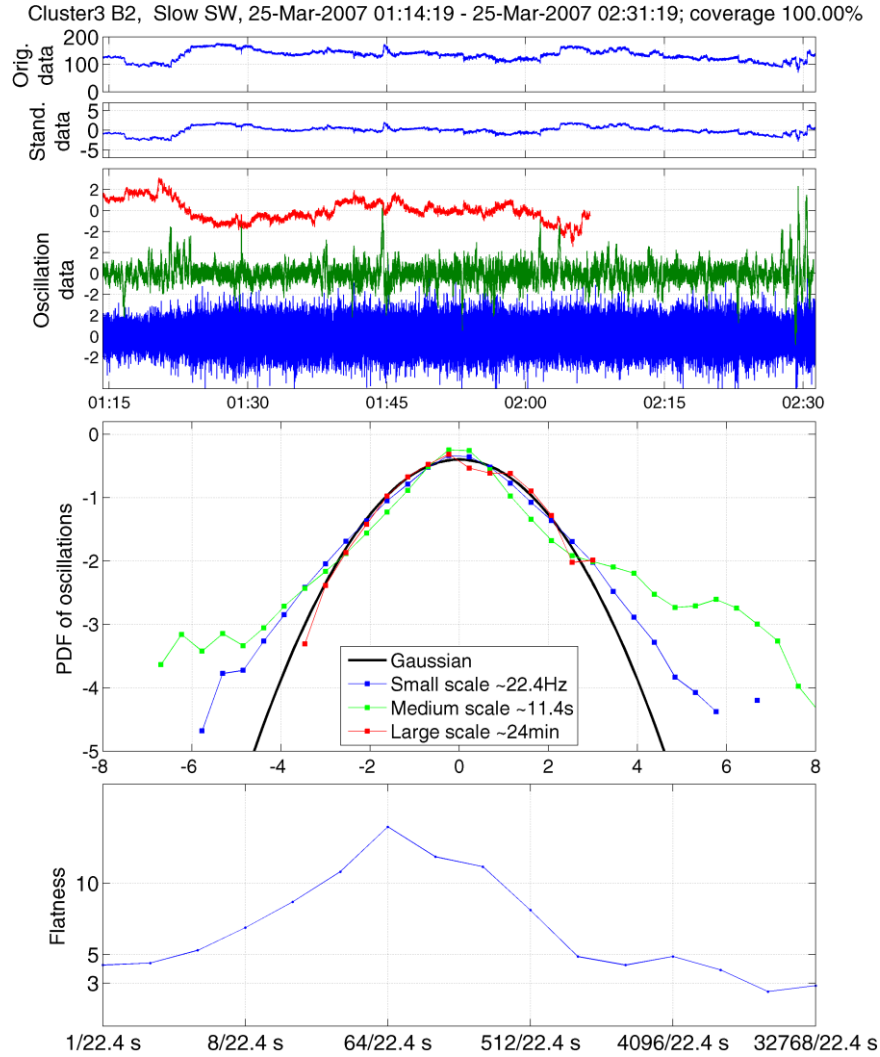 Cluster3 B2, Slow SW, 25-Mar-2007 01:14:19 - 25-Mar-2007 02:31:19; coverage 100.00%
Orig. data
200
100
0
Stand. data
5
0
-5
Oscillation data
2
0
-2
2
0
-2
2
0
-2
01:15 01:30 01:45 02:00 02:15 02:30
PDF of oscillations
0
-1
-2
-3
-4
-5
Gaussian
Small scale ~22.4Hz
Medium scale ~11.4s
Large scale ~24min
-8 -6 -4 -2 0 2 4 6 8
Flatness
10
5
3
1/22.4 s 8/22.4 s 64/22.4 s 512/22.4 s 4096/22.4 s 32768/22.4 s